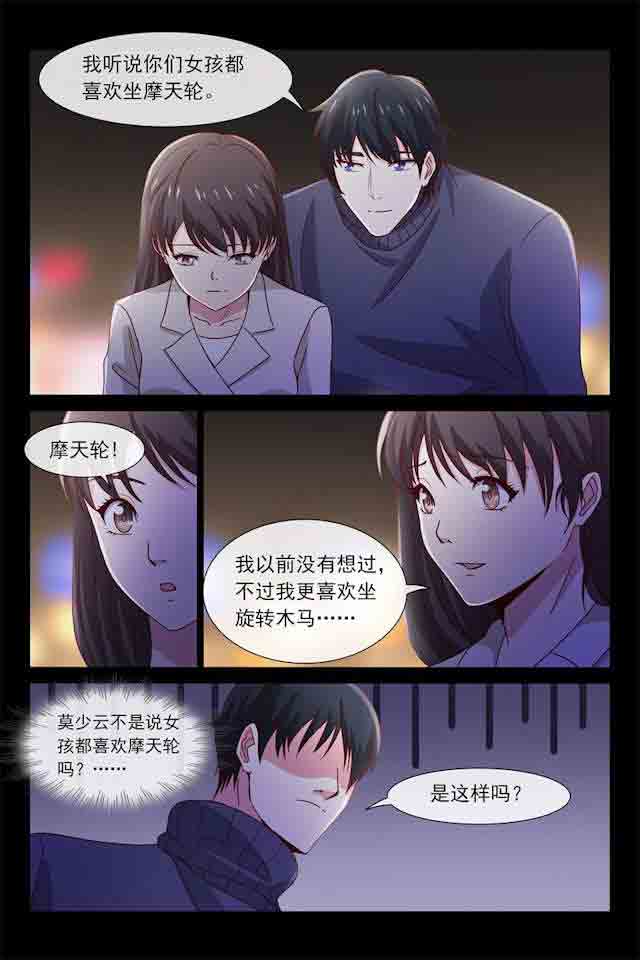 我听说你们女孩都
喜欢坐摩天轮。
摩天轮!
我以前没有想过，
不过我更喜欢坐
旋转木马……
莫少云不是说女
孩都喜欢摩天轮
吗？……
是这样吗？